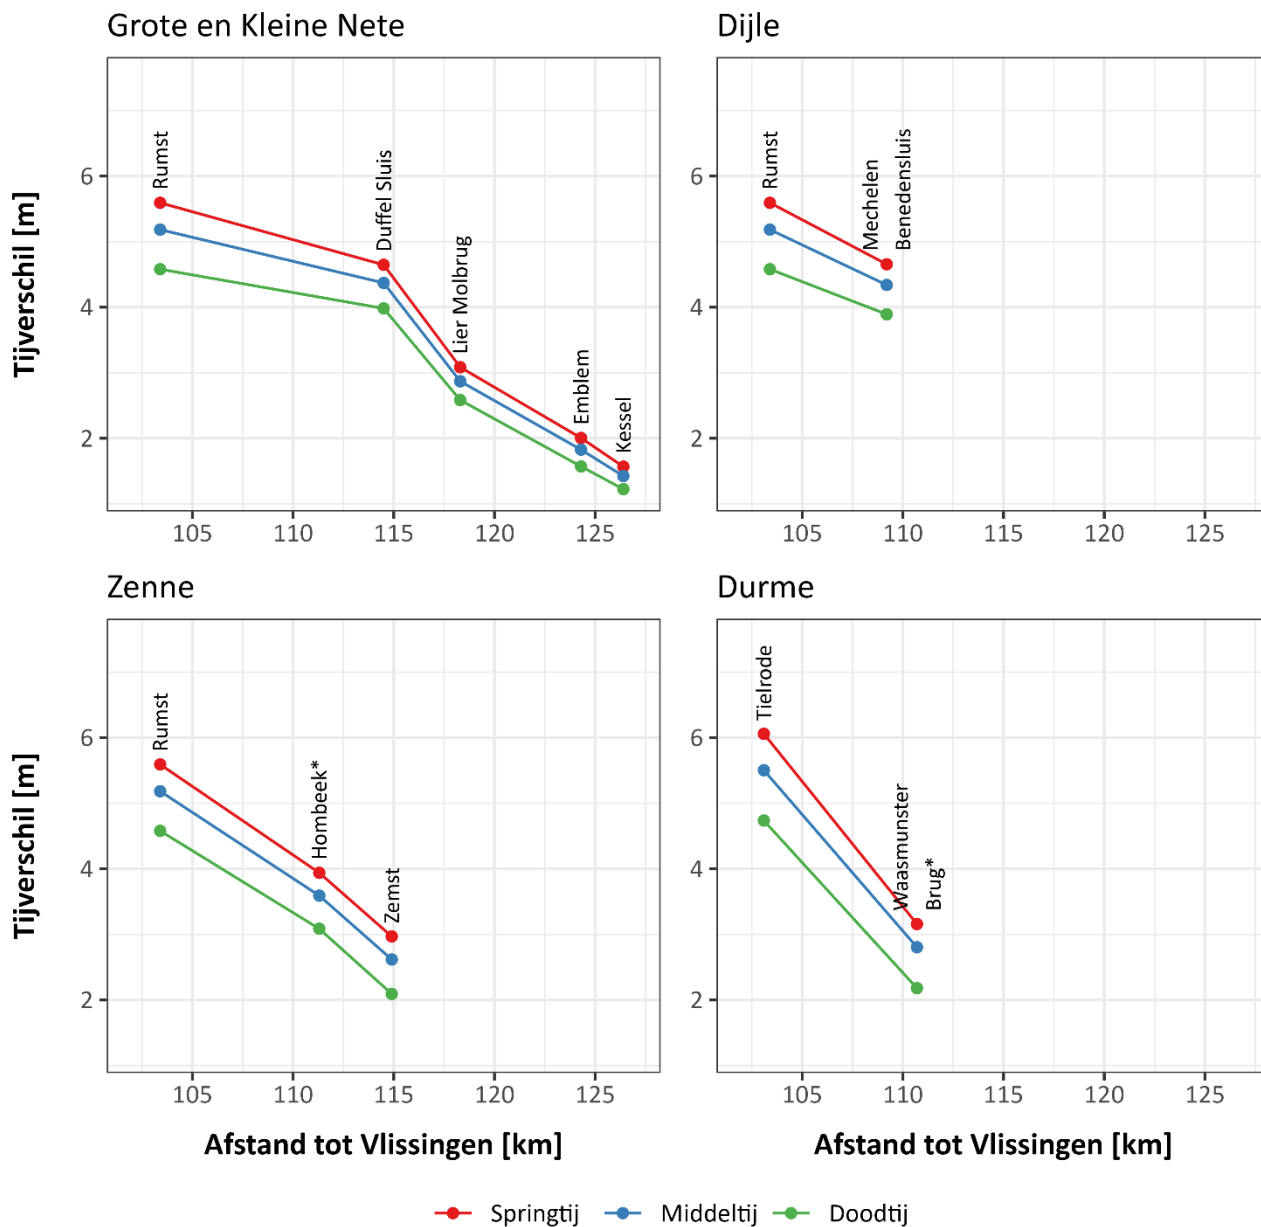 Grote en Kleine Nete
Dijle
Tijverschil [m]
6
4
2
Rumst
Duffel Sluis
Lier Molbrug
Emblem
Kessel
105 110 115 120 125
6
4
2
Rumst
Mechelen
Benedensluis
105 110 115 120 125
Zenne
Durme
Tijverschil [m]
6
4
2
Rumst
Hombeek*
Zemst
105 110 115 120 125
Afstand tot Vlissingen [km]
6
4
2
Tielrode
Waasmunster
Brug*
105 110 115 120 125
Afstand tot Vlissingen [km]
Springtij Middeltij Doodtij